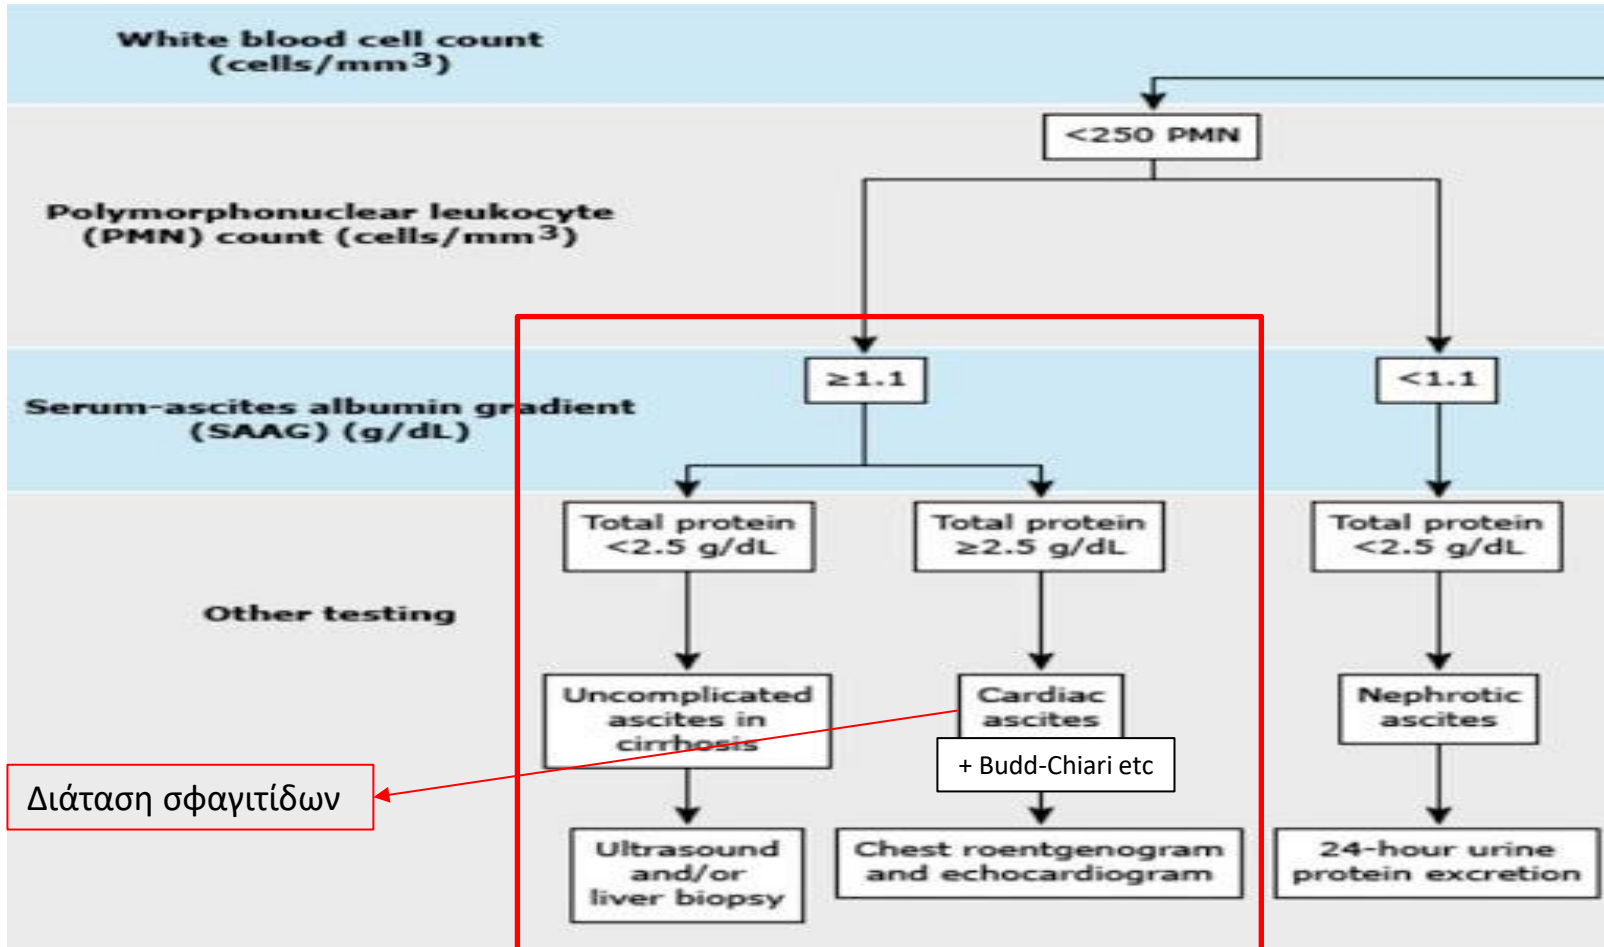 White blood cell count
(cells/mm³)
<250 PMN
Polymorphonuclear leukocyte
(PMN) count (cells/mm³)
≥1.1
<1.1
Serum-ascites albumin gradient
(SAAG) (g/dL)
Total protein
<2.5 g/dL
Total protein
≥2.5 g/dL
Total protein
<2.5 g/dL
Other testing
Uncomplicated
ascites in
cirrhosis
Cardiac
ascites
Nephrotic
ascites
+ Budd-Chiari etc
Διάταση σφαγιτίδων
Ultrasound
and/or
liver biopsy
Chest roentgenogram
and echocardiogram
24-hour urine
protein excretion